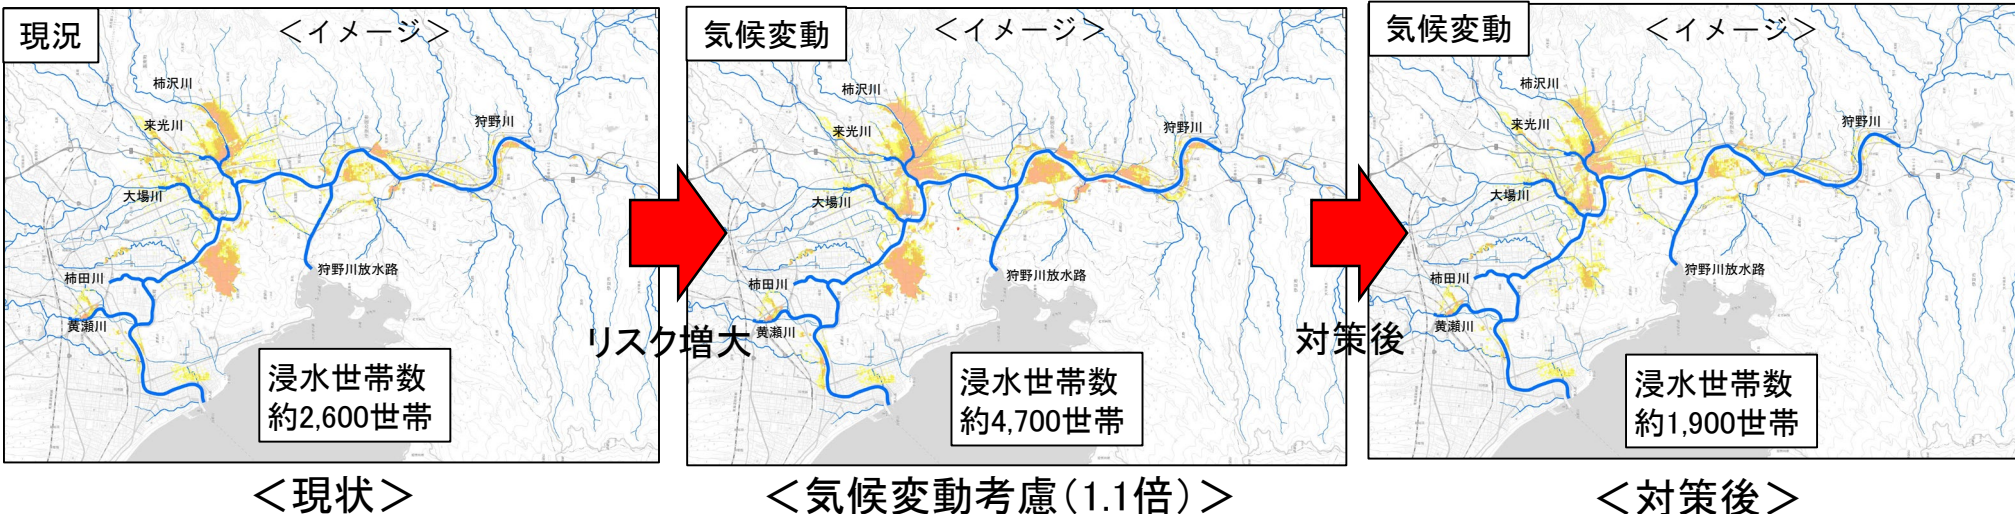 現況
＜イメージ＞
柿沢川
来光川
狩野川
大場川
狩野川放水路
柿田川
黄瀬川
浸水世帯数
約2,600世帯
＜現状＞
リスク増大
気候変動
＜イメージ＞
柿沢川
来光川
狩野川
大場川
狩野川放水路
柿田川
黄瀬川
浸水世帯数
約4,700世帯
＜気候変動考慮（1.1倍）＞
対策後
気候変動
＜イメージ＞
柿沢川
来光川
狩野川
大場川
狩野川放水路
柿田川
黄瀬川
浸水世帯数
約1,900世帯
＜対策後＞